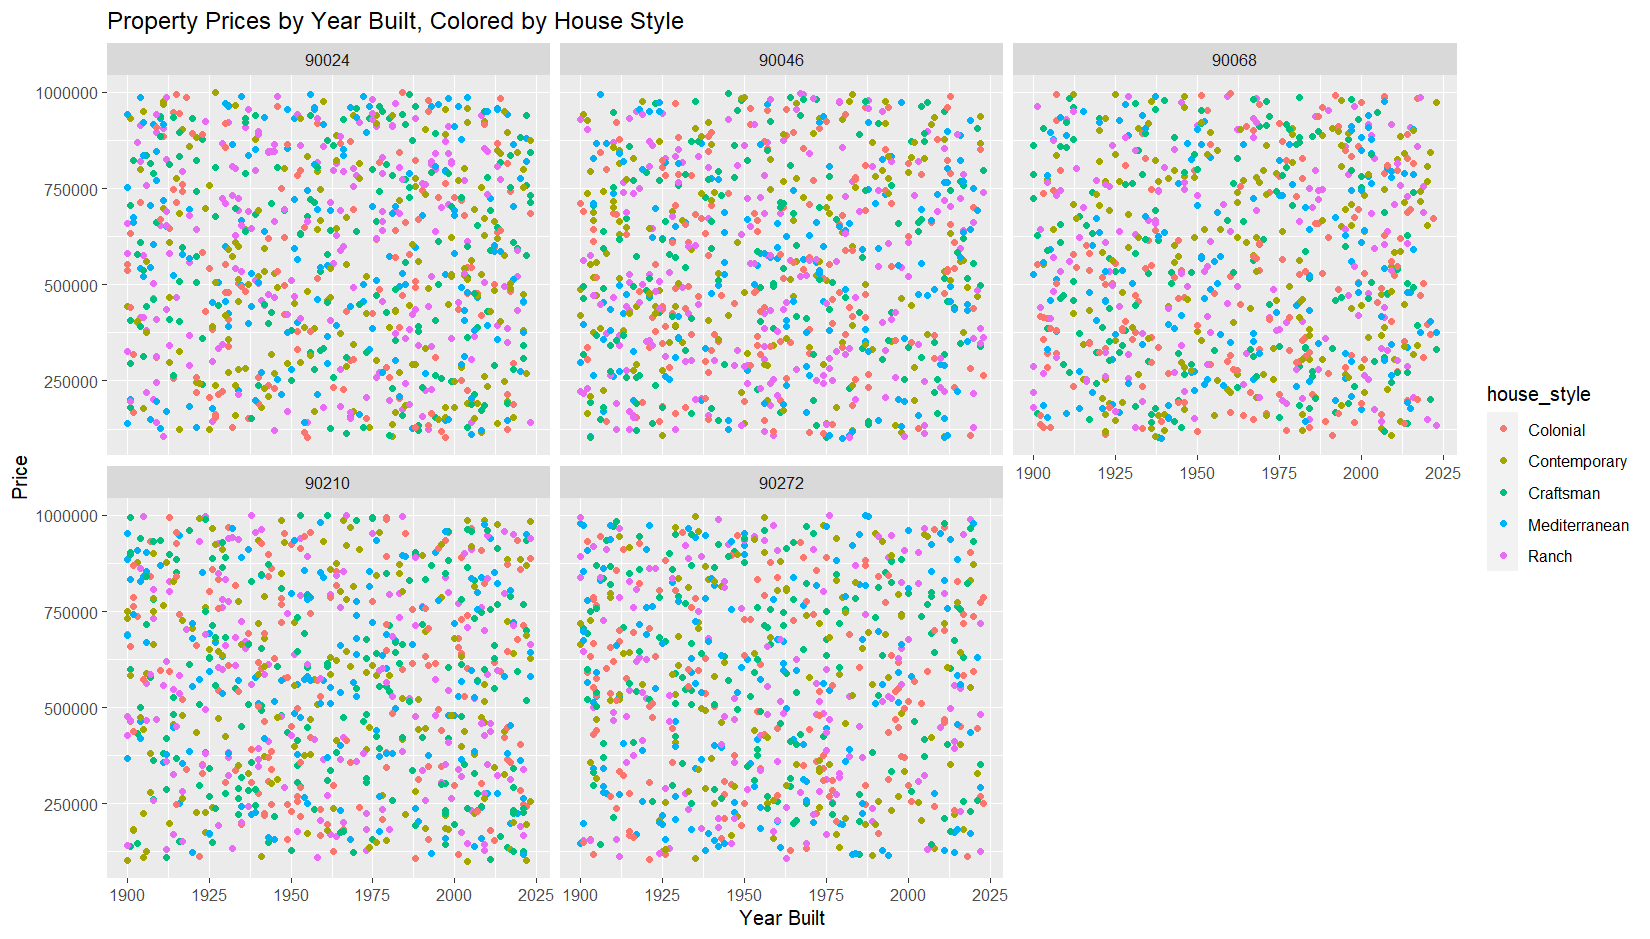 Property Prices by Year Built, Colored by House Style
90024 90046 90068
1000000
750000
500000
250000
1900 1925 1950 1975 2000 2025
90210 90272
1000000
750000
500000
250000
1900 1925 1950 1975 2000 2025 1900 1925 1950 1975 2000 2025
Price
Year Built
house_style
Colonial
Contemporary
Craftsman
Mediterranean
Ranch